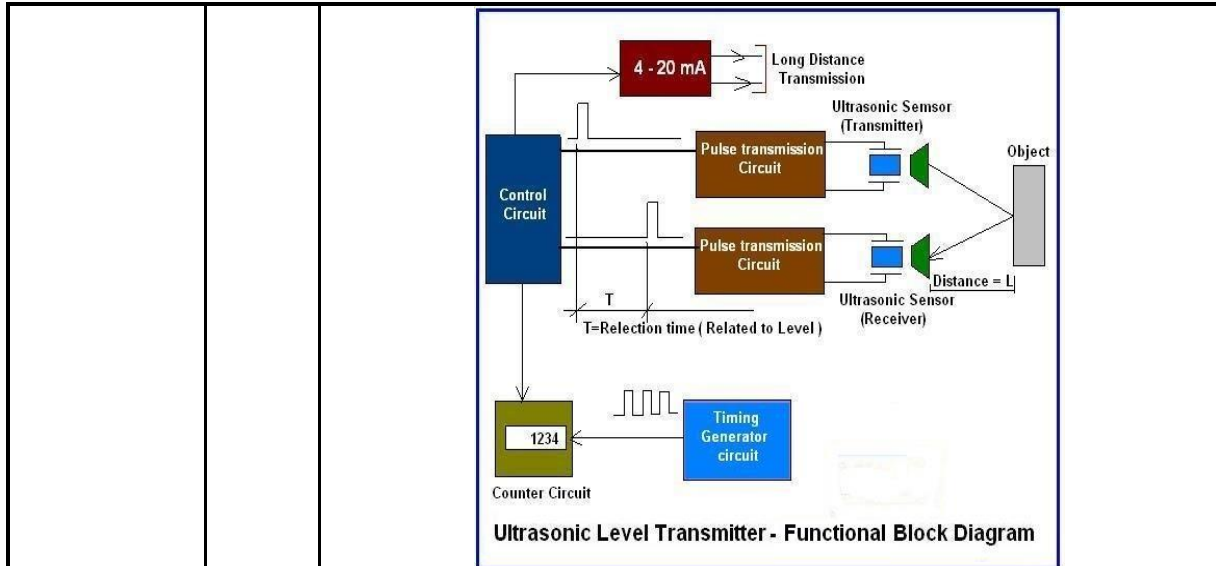 4 - 20 mA
Long Distance
Transmission
Ultrasonic Semsor
(Transmitter)
Pulse transmission
Circuit
Object
Control
Circuit
Pulse transmission
Circuit
Distance = L
Ultrasonic Sensor
(Receiver)
T
T=Relection time ( Related to Level )
1234
Timing
Generator
circuit
Counter Circuit
Ultrasonic Level Transmitter - Functional Block Diagram